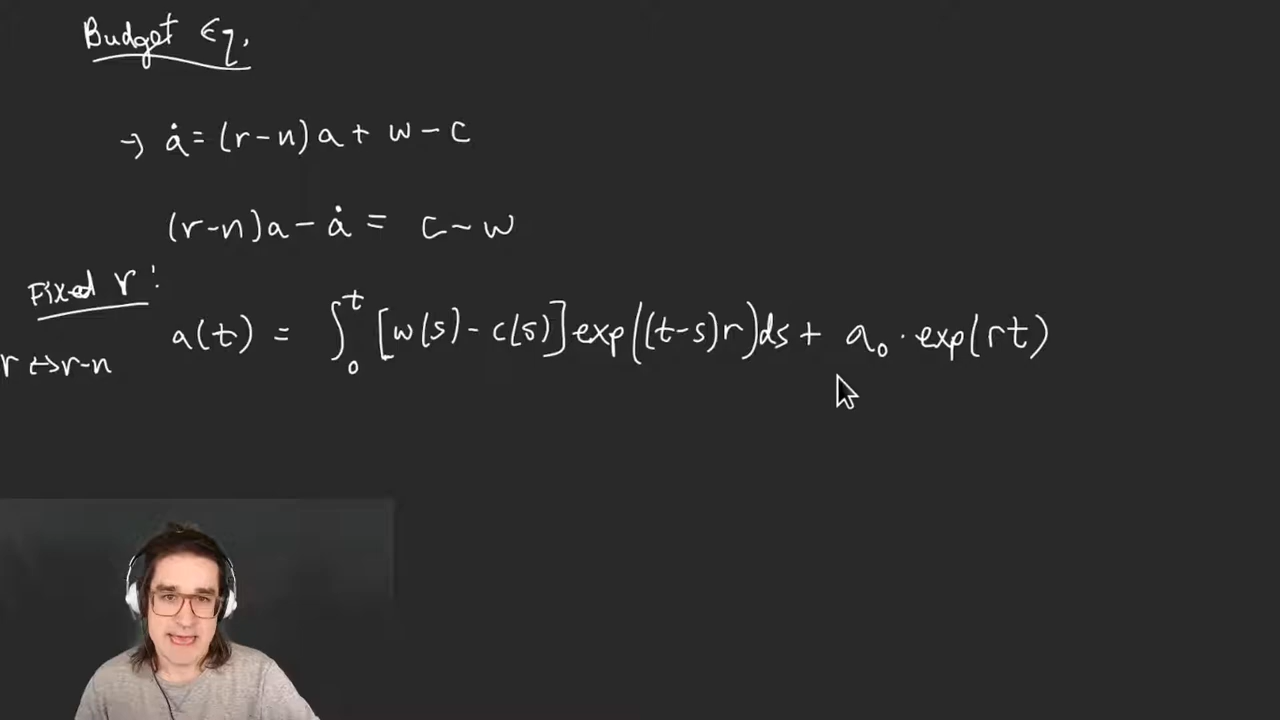 Budget Eq.
→ ȧ = (r-n)a + w - c
(r-n)a - ȧ = c - w
Fixed r:
a(t) = ∫₀ᵗ [w(s) - c(s)] exp((t-s)r)ds + a₀ · exp(rt)
r ↔ r-n